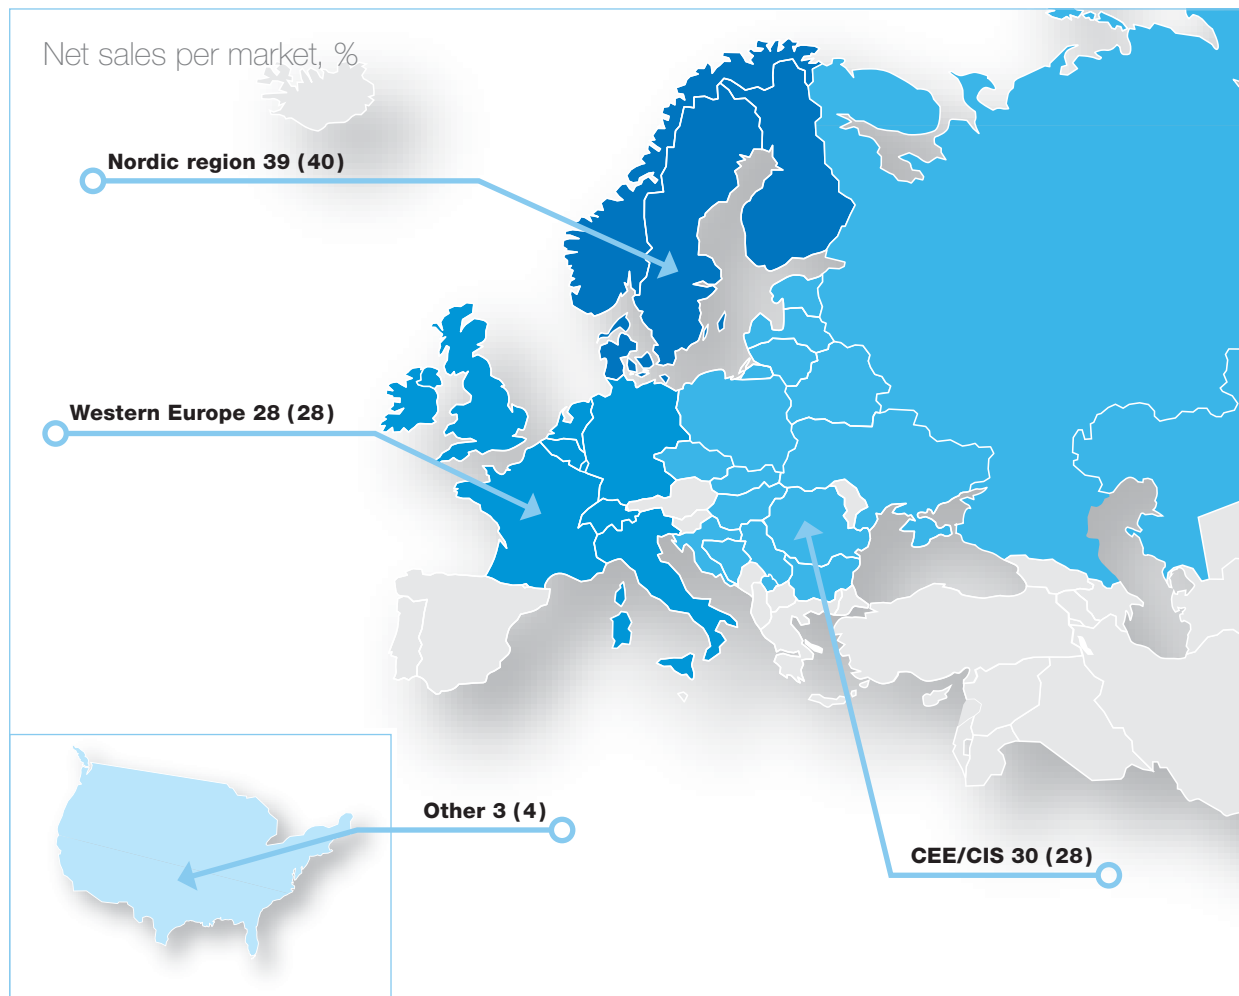 Net sales per market, %
Nordic region 39 (40)
Western Europe 28 (28)
Other 3 (4)
CEE/CIS 30 (28)